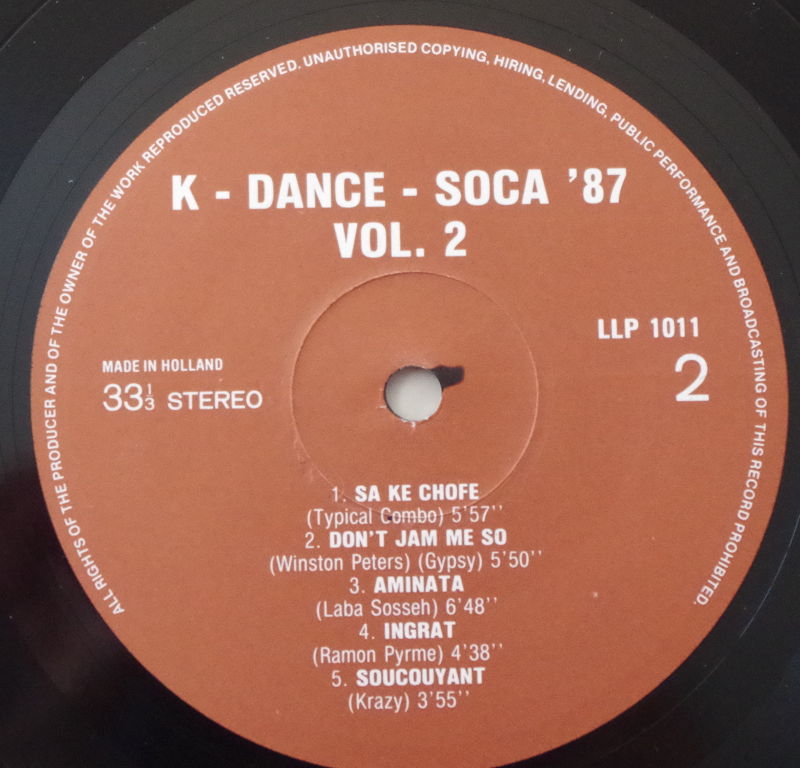 ALL RIGHTS OF THE PRODUCER AND OF THE OWNER OF THE WORK REPRODUCED RESERVED. UNAUTHORISED COPYING, HIRING, LENDING, PUBLIC PERFORMANCE AND BROADCASTING OF THIS RECORD PROHIBITED.
K - DANCE - SOCA '87
VOL. 2
LLP 1011
2
MADE IN HOLLAND
33⅓ STEREO
1. SA KE CHOFE
(Typical Combo) 5'57''
2. DON'T JAM ME SO
(Winston Peters) (Gypsy) 5'50''
3. AMINATA
(Laba Sosseh) 6'48''
4. INGRAT
(Ramon Pyrme) 4'38''
5. SOUCOUYANT
(Krazy) 3'55''